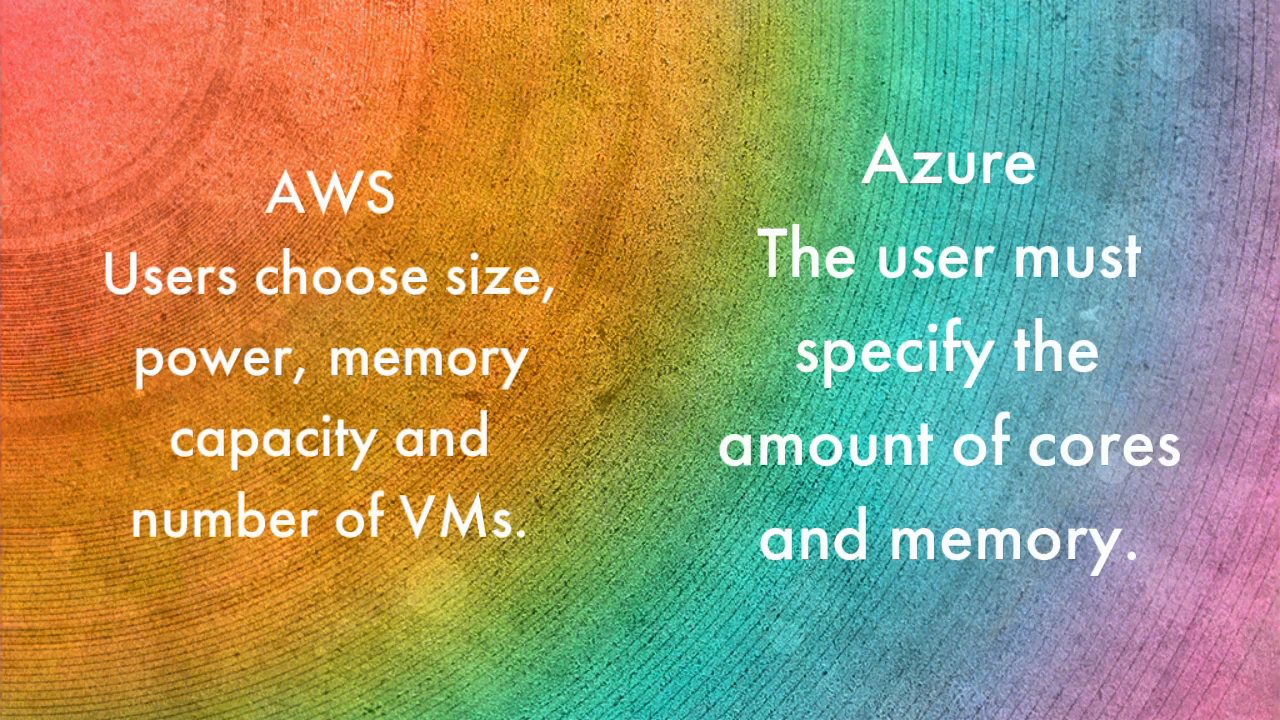 AWS
Users choose size,
power, memory
capacity and
number of VMs.
Azure
The user must
specify the
amount of cores
and memory.